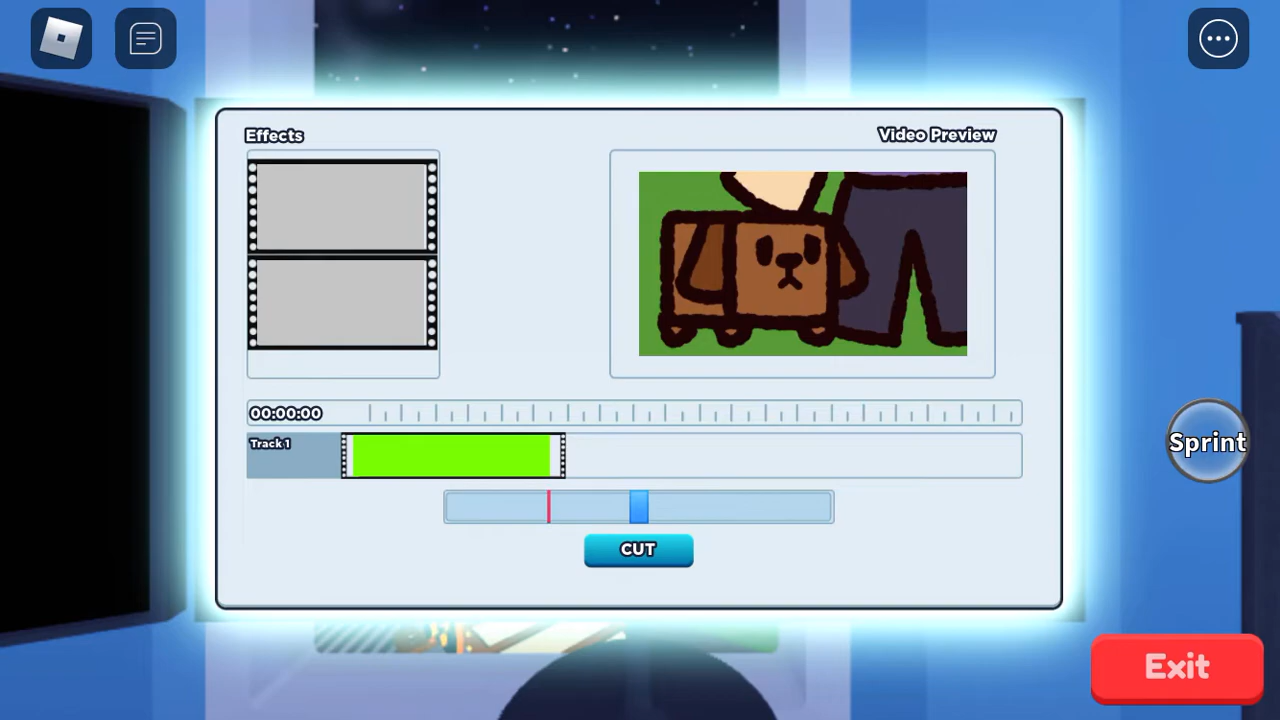 Effects
Video Preview
00:00:00
Track 1
CUT
Sprint
Exit